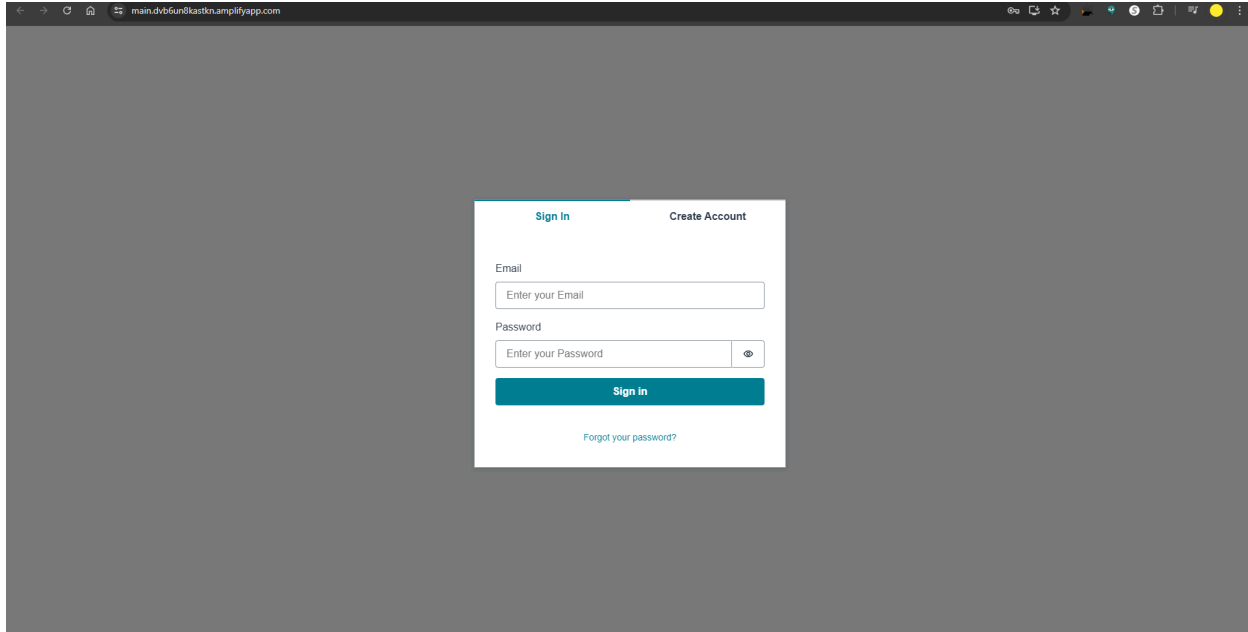 main.dvb6un8kastkn.amplifyapp.com
S
Sign In
Create Account
Email
Enter your Email
Password
Enter your Password
Sign in
Forgot your password?